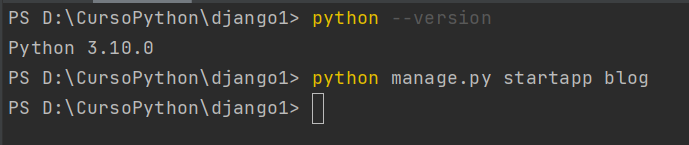 PS D:\CursoPython\django1> python --version
Python 3.10.0
PS D:\CursoPython\django1> python manage.py startapp blog
PS D:\CursoPython\django1>